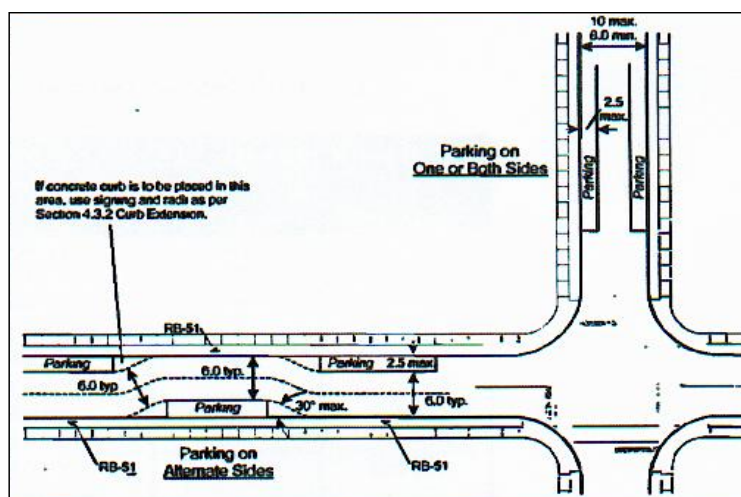 10 max.
6.0 min.
2.5
max.
Parking on
One or Both Sides
Parking
Parking
If concrete curb is to be placed in this
area, use signing and radii as per
Section 4.3.2 Curb Extension.
RB-51
Parking
Parking
2.5 max
6.0 typ.
6.0 typ.
6.0 typ.
Parking
30° max.
RB-51
Parking on
Alternate Sides
RB-51